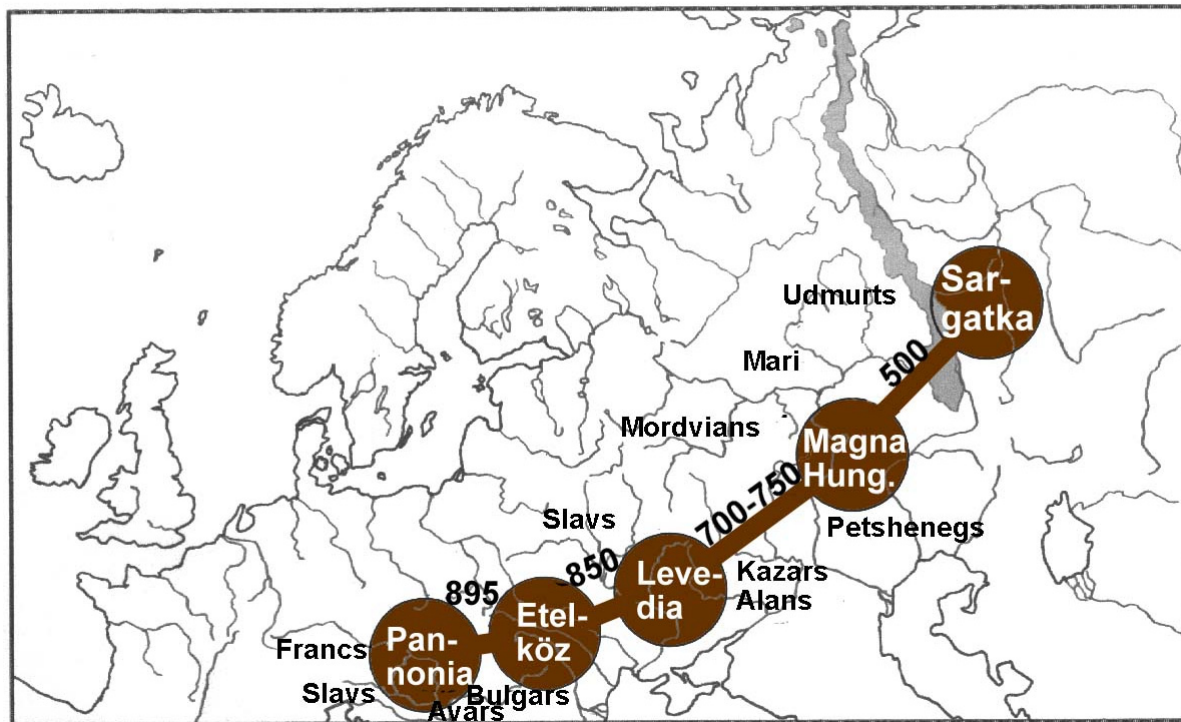 Udmurts
Sar-
gatka
500
Mari
Mordvians
Magna
Hung.
700-750
Petshenegs
Slavs
850
Leve-
dia
Kazars
Alans
895
Etel-
köz
Francs
Pan-
nonia
Slavs
Bulgars
Avars